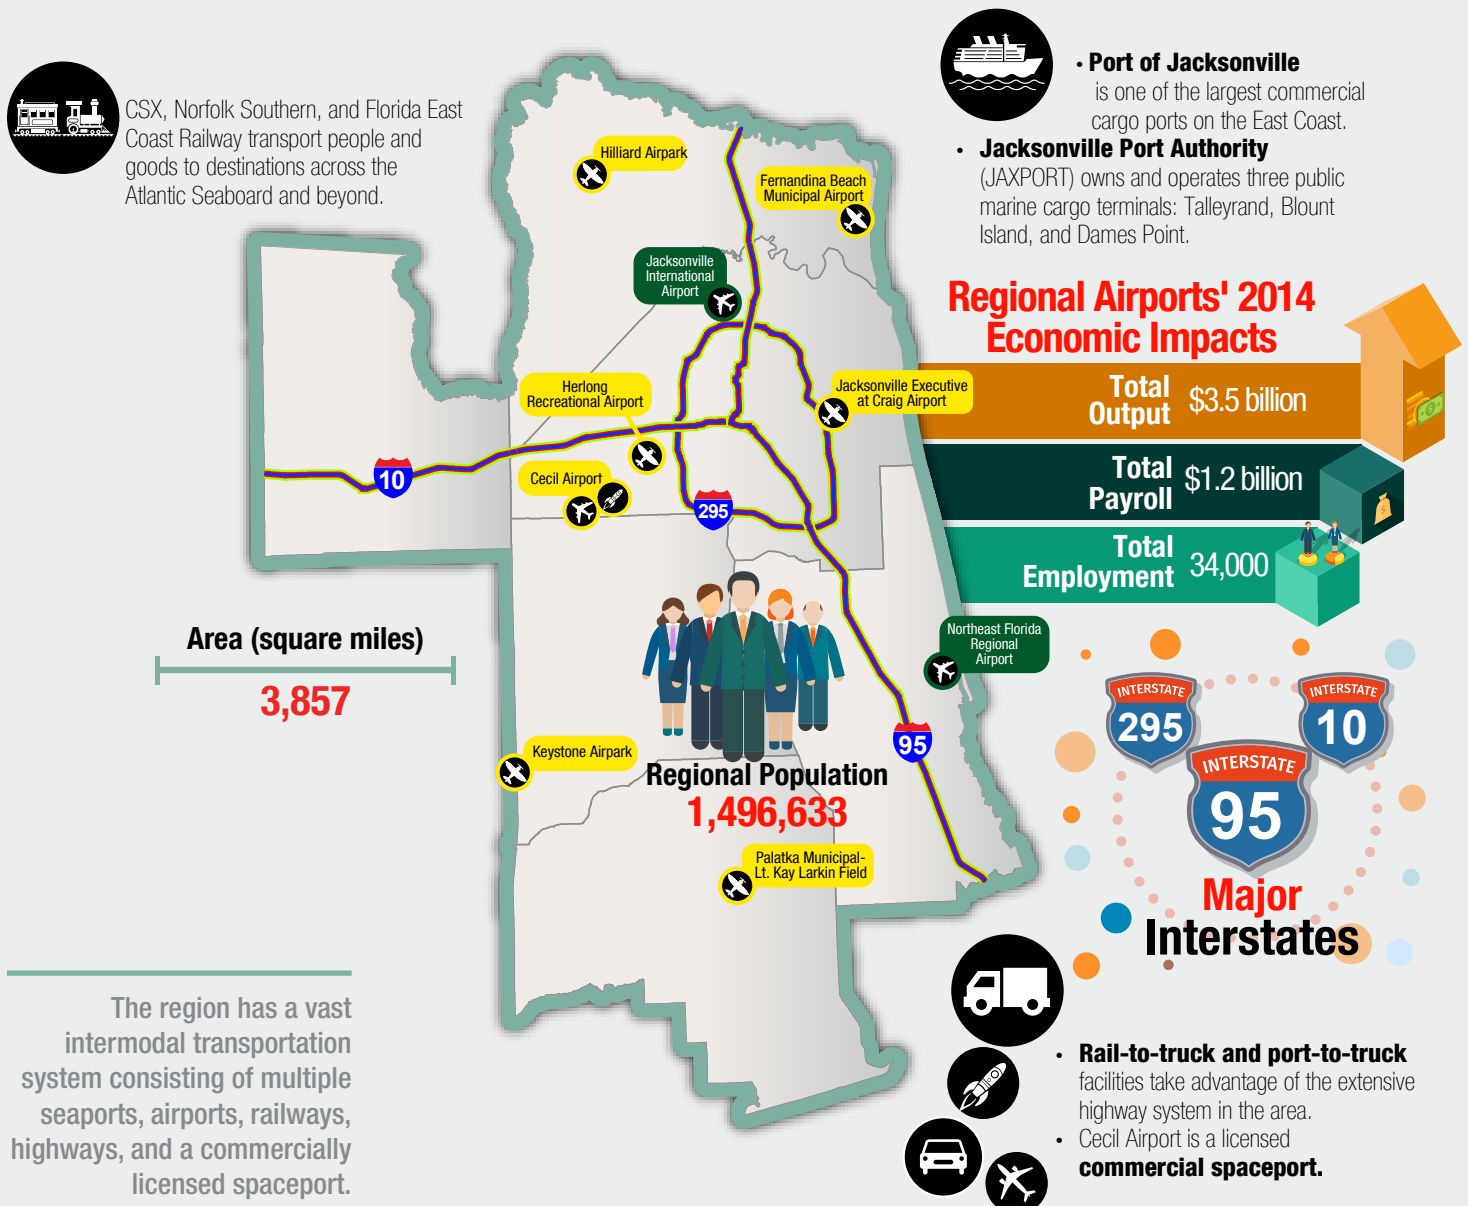 CSX, Norfolk Southern, and Florida East
Coast Railway transport people and
goods to destinations across the
Atlantic Seaboard and beyond.
• Port of Jacksonville
is one of the largest commercial
cargo ports on the East Coast.
• Jacksonville Port Authority
(JAXPORT) owns and operates three public
marine cargo terminals: Talleyrand, Blount
Island, and Dames Point.
Hilliard Airpark
Fernandina Beach
Municipal Airport
Jacksonville
International
Airport
Herlong
Recreational Airport
Jacksonville Executive
at Craig Airport
Cecil Airport
10
295
Regional Airports' 2014
Economic Impacts
Total
Output
$3.5 billion
Total
Payroll
$1.2 billion
Total
Employment
34,000
Northeast Florida
Regional
Airport
Area (square miles)
3,857
95
Keystone Airpark
Regional Population
1,496,633
Palatka Municipal-
Lt. Kay Larkin Field
INTERSTATE
295
INTERSTATE
10
INTERSTATE
95
Major
Interstates
The region has a vast
intermodal transportation
system consisting of multiple
seaports, airports, railways,
highways, and a commercially
licensed spaceport.
• Rail-to-truck and port-to-truck
facilities take advantage of the extensive
highway system in the area.
• Cecil Airport is a licensed
commercial spaceport.